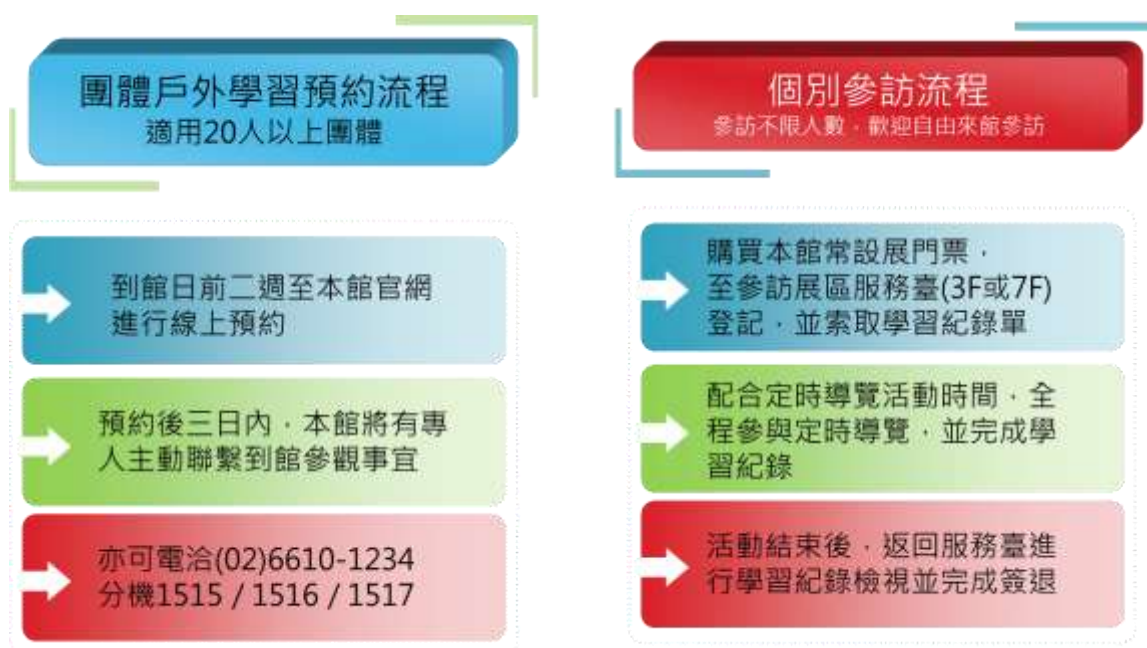 團體戶外學習預約流程
適用20人以上團體
到館日前二週至本館官網
進行線上預約
預約後三日內，本館將有專
人主動聯繫到館參觀事宜
亦可電洽(02)6610-1234
分機1515 / 1516 / 1517
個別參訪流程
參訪不限人數，歡迎自由來館參訪
購買本館常設展門票，
至參訪展區服務臺(3F或7F)
登記，並索取學習紀錄單
配合定時導覽活動時間，全
程參與定時導覽，並完成學
習紀錄
活動結束後，返回服務臺進
行學習紀錄檢視並完成簽退